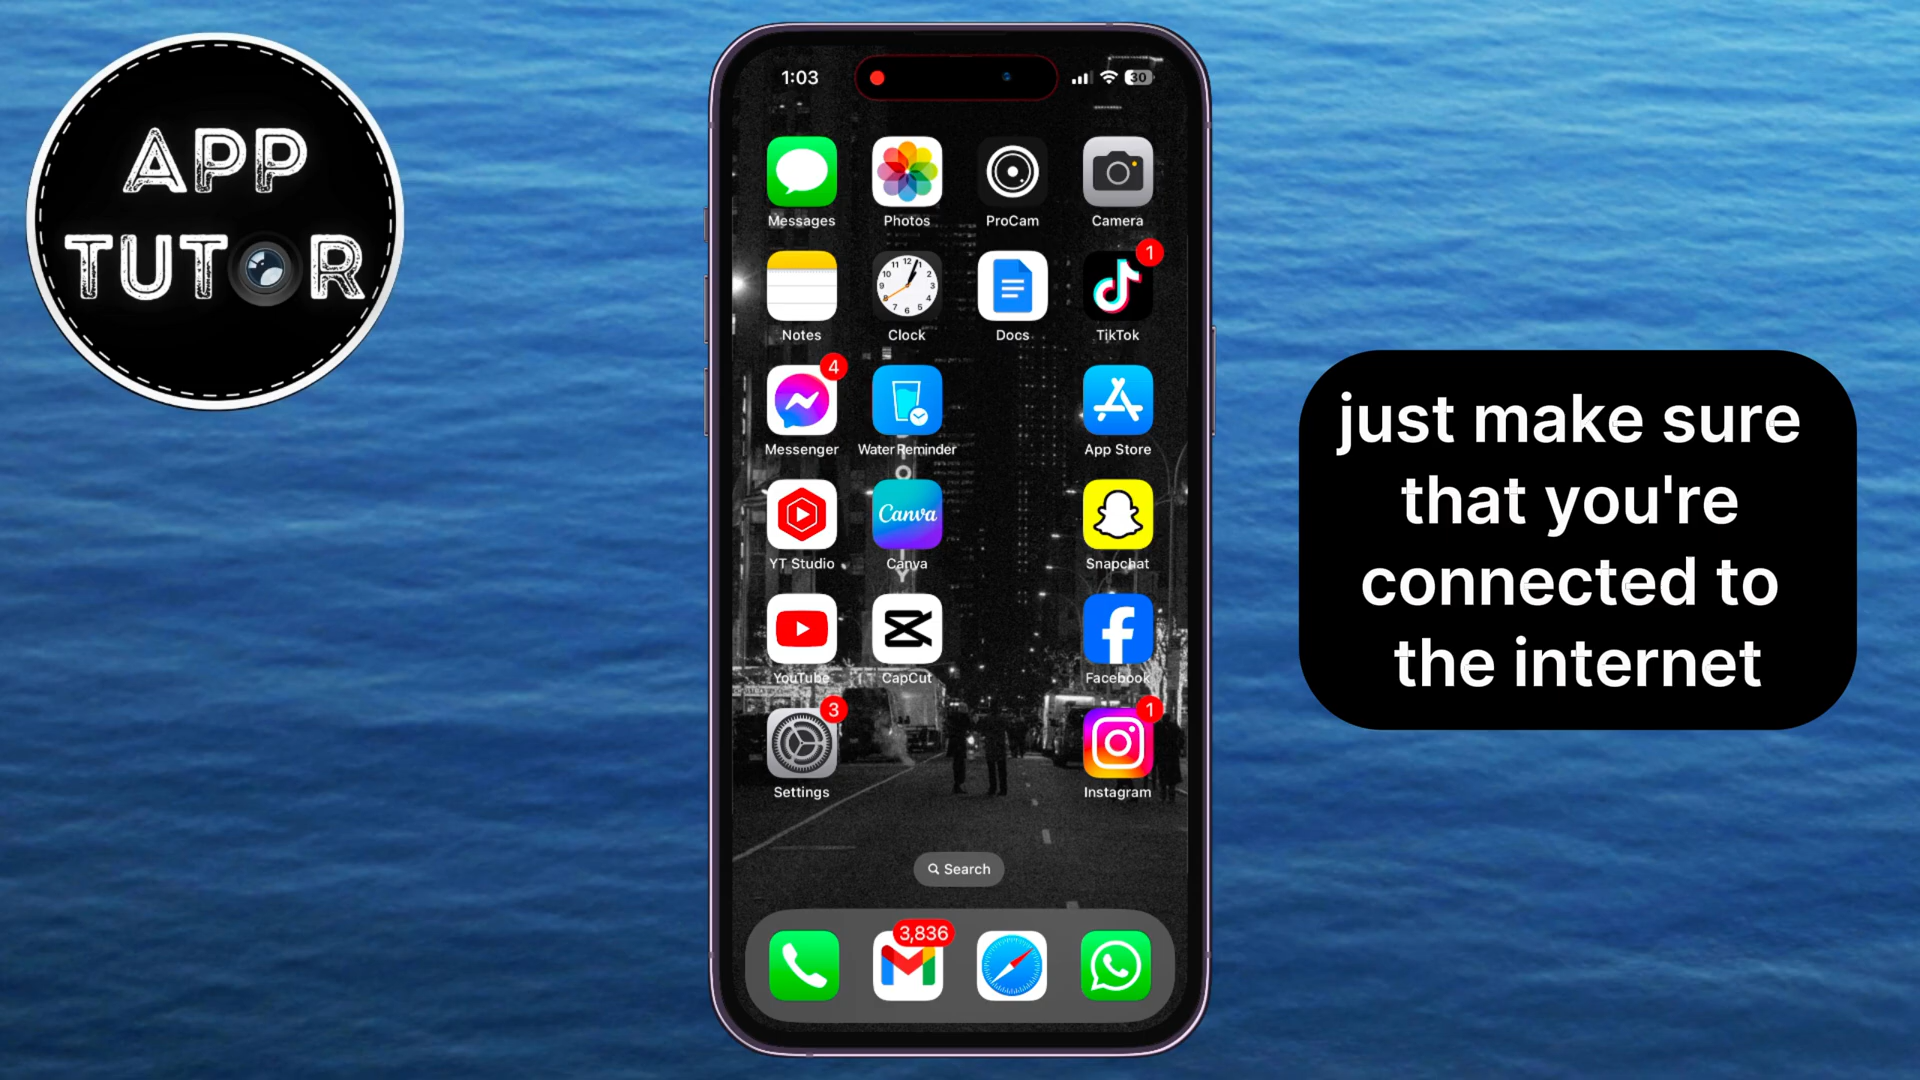 APP
TUTOR
1:03
30
Messages
Photos
ProCam
Camera
1
Notes
Clock
Docs
TikTok
4
Messenger
Water Reminder
App Store
Canva
YT Studio
Canva
Snapchat
YouTube
CapCut
Facebook
3
1
Settings
Instagram
Search
3,836
just make sure
that you're
connected to
the internet